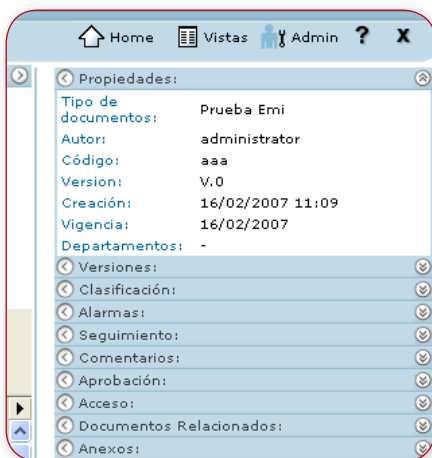 Home Vistas Admin ? X
Propiedades:
Tipo de
documentos: Prueba Emi
Autor: administrator
Código: aaa
Version: V.0
Creación: 16/02/2007 11:09
Vigencia: 16/02/2007
Departamentos: -
Versiones:
Clasificación:
Alarmas:
Seguimiento:
Comentarios:
Aprobación:
Acceso:
Documentos Relacionados:
Anexos: